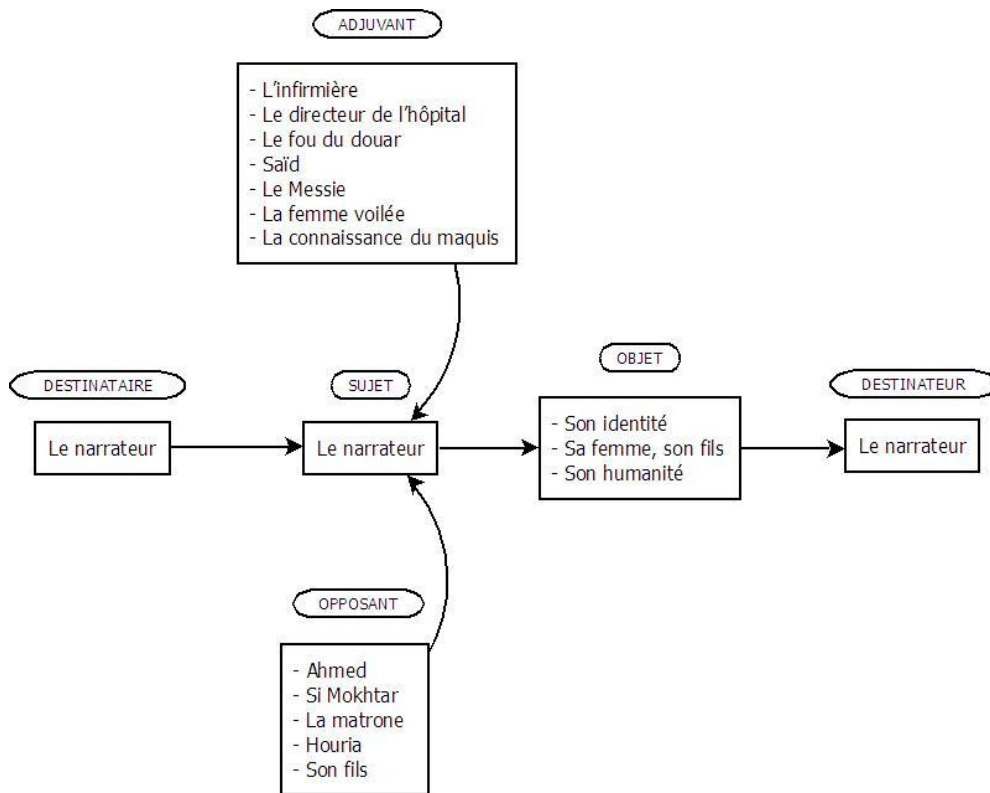 ADJUVANT
- L'infirmière
- Le directeur de l'hôpital
- Le fou du douar
- Saïd
- Le Messie
- La femme voilée
- La connaissance du maquis
DESTINATAIRE
Le narrateur
SUJET
Le narrateur
OBJET
- Son identité
- Sa femme, son fils
- Son humanité
DESTINATEUR
Le narrateur
OPPOSANT
- Ahmed
- Si Mokhtar
- La matrone
- Houria
- Son fils